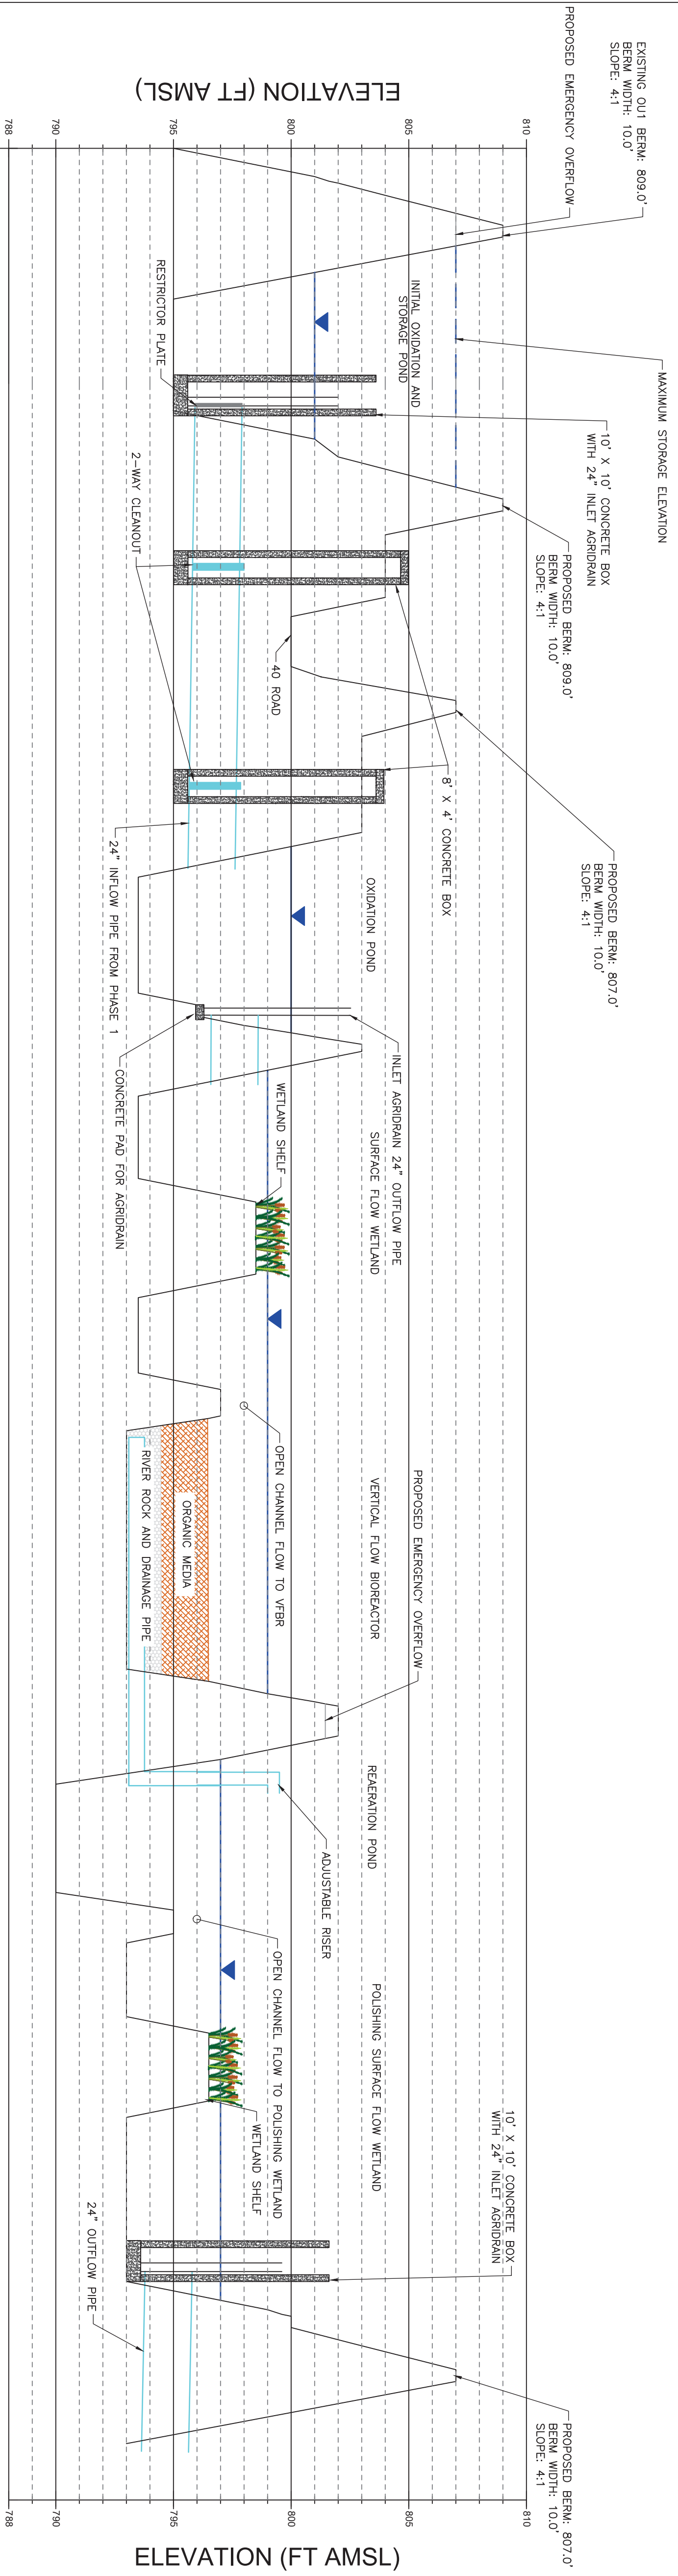 EXISTING OU1 BERM: 809.0'
BERM WIDTH: 10.0'
SLOPE: 4:1
PROPOSED EMERGENCY OVERFLOW
MAXIMUM STORAGE ELEVATION
10' X 10' CONCRETE BOX
WITH 24" INLET AGRIDRAIN
PROPOSED BERM: 809.0'
BERM WIDTH: 10.0'
SLOPE: 4:1
PROPOSED BERM: 807.0'
BERM WIDTH: 10.0'
SLOPE: 4:1
8' X 4' CONCRETE BOX
INITIAL OXIDATION AND
STORAGE POND
RESTRICTOR PLATE
2-WAY CLEANOUT
40 ROAD
24" INFLOW PIPE FROM PHASE 1
OXIDATION POND
INLET AGRIDRAIN 24" OUTFLOW PIPE
CONCRETE PAD FOR AGRIDRAIN
SURFACE FLOW WETLAND
WETLAND SHELF
OPEN CHANNEL FLOW TO VFBR
VERTICAL FLOW BIOREACTOR
ORGANIC MEDIA
RIVER ROCK AND DRAINAGE PIPE
PROPOSED EMERGENCY OVERFLOW
REAERATION POND
ADJUSTABLE RISER
OPEN CHANNEL FLOW TO POLISHING WETLAND
POLISHING SURFACE FLOW WETLAND
WETLAND SHELF
10' X 10' CONCRETE BOX
WITH 24" INLET AGRIDRAIN
24" OUTFLOW PIPE
PROPOSED BERM: 807.0'
BERM WIDTH: 10.0'
SLOPE: 4:1
ELEVATION (FT AMSL)
810
805
800
795
790
788
ELEVATION (FT AMSL)
810
805
800
795
790
788